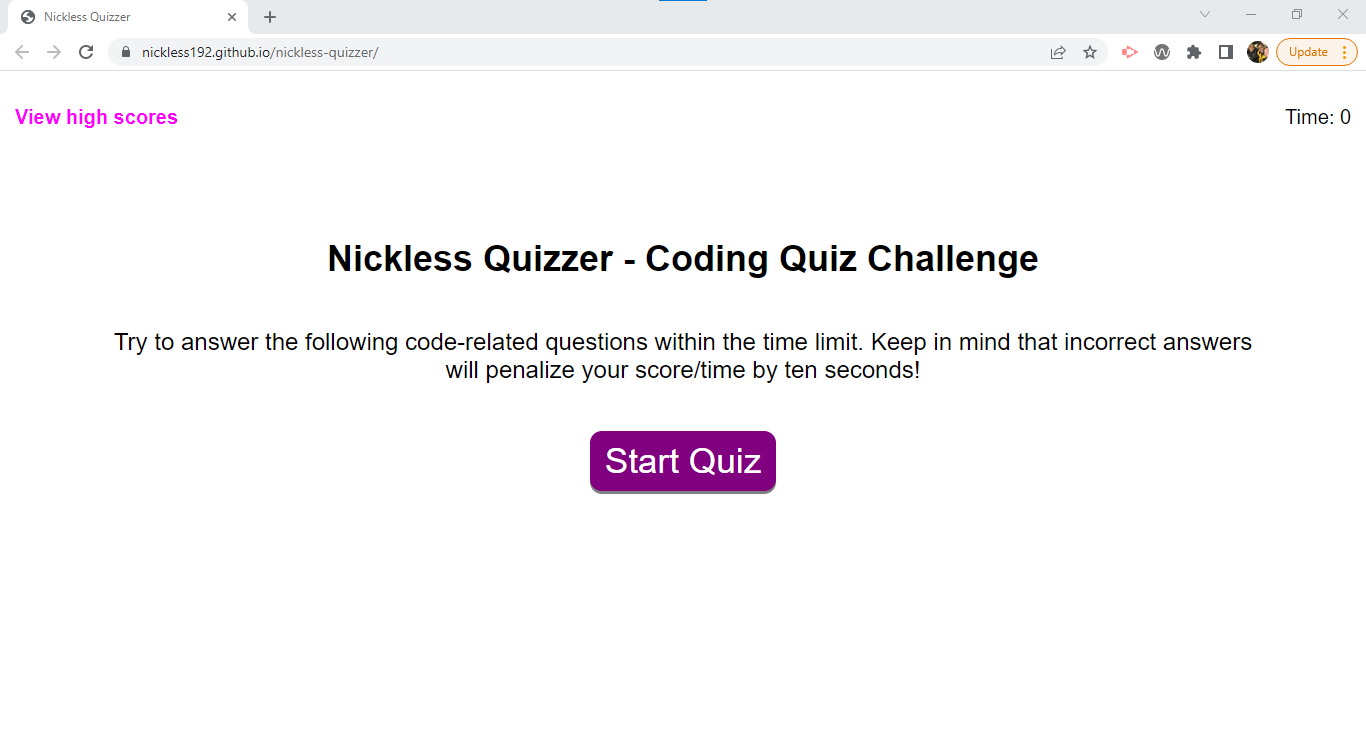 Nickless Quizzer
nickless192.github.io/nickless-quizzer/
Update
View high scores
Time: 0
Nickless Quizzer - Coding Quiz Challenge
Try to answer the following code-related questions within the time limit. Keep in mind that incorrect answers
will penalize your score/time by ten seconds!
Start Quiz